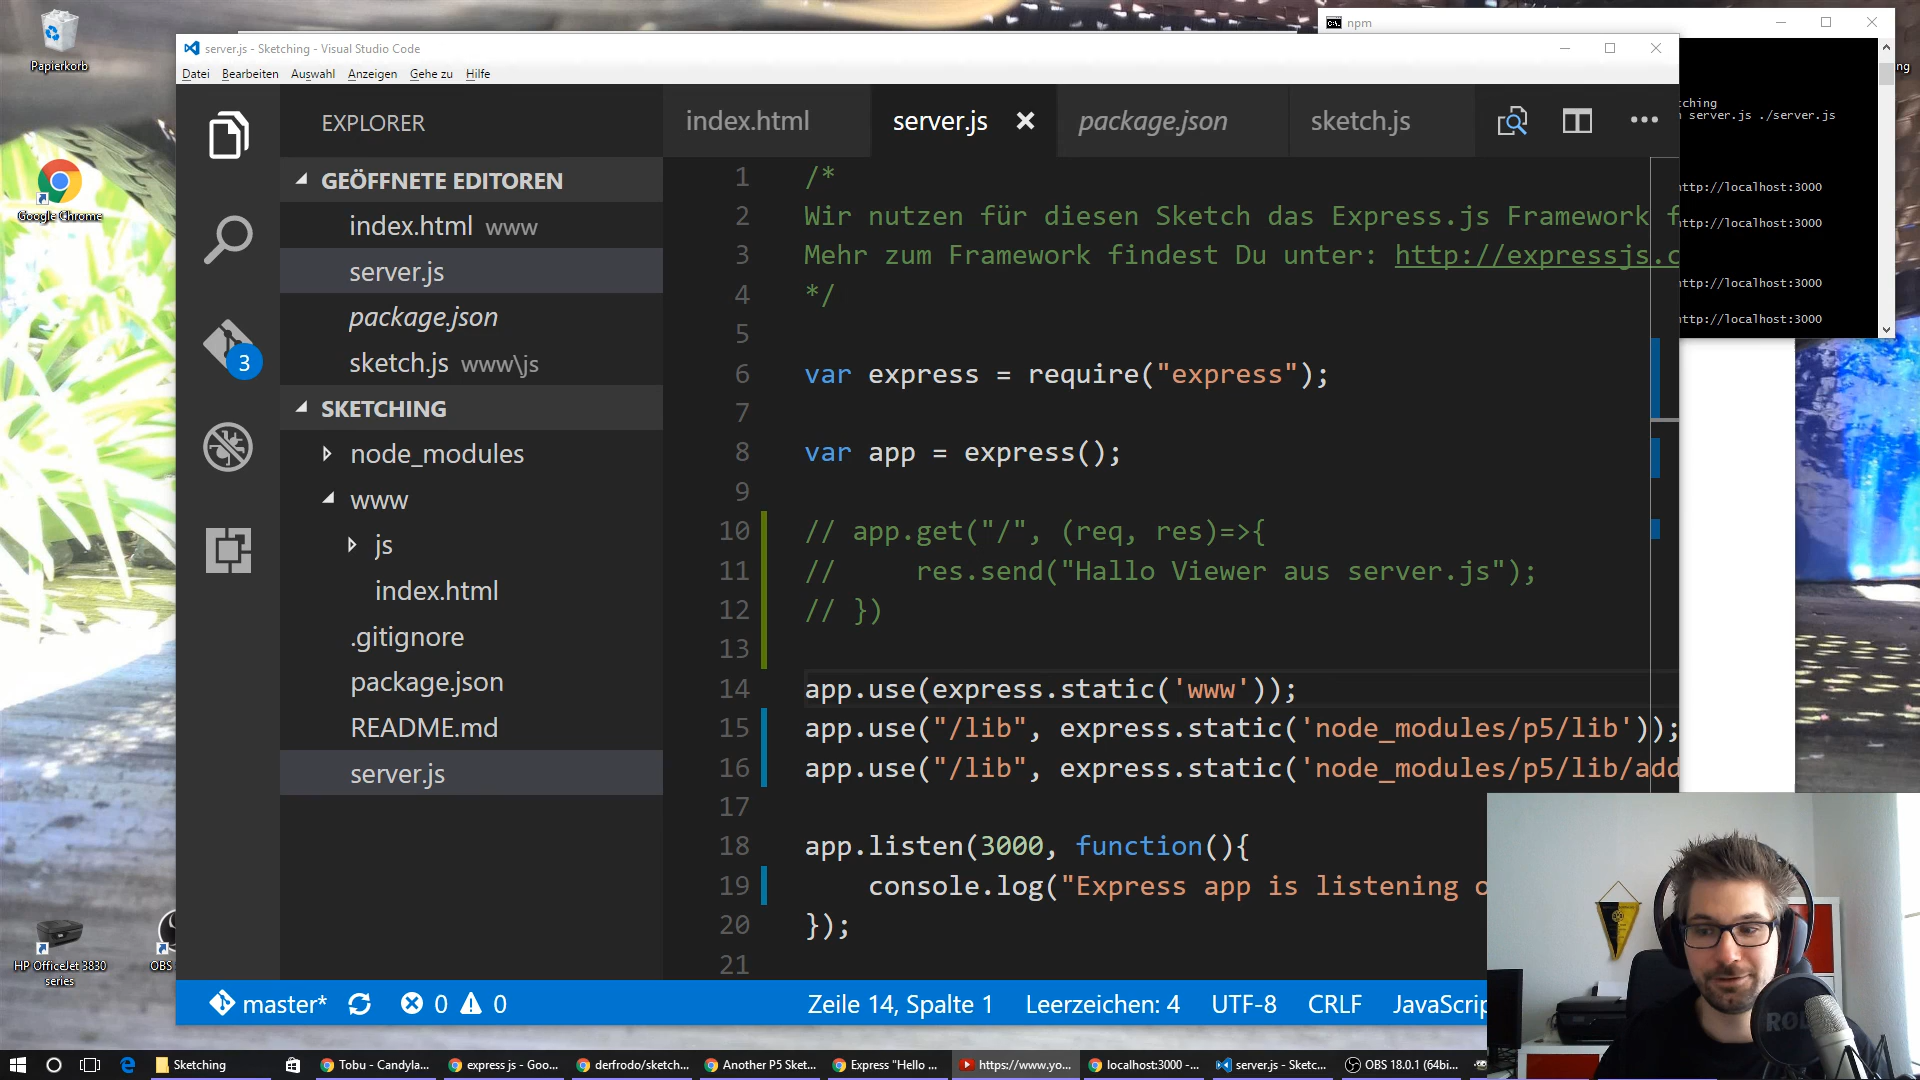 Papierkorb
Google Chrome
HP OfficeJet 3830
series
OBS
npm
server.js - Sketching - Visual Studio Code
Datei Bearbeiten Auswahl Anzeigen Gehe zu Hilfe
EXPLORER
GEÖFFNETE EDITOREN
index.html www
server.js
package.json
sketch.js www\js
3
SKETCHING
node_modules
www
js
index.html
.gitignore
package.json
README.md
server.js
index.html server.js package.json sketch.js
1 /*
2 Wir nutzen für diesen Sketch das Express.js Framework f
3 Mehr zum Framework findest Du unter: http://expressjs.c
4 */
5
6 var express = require("express");
7
8 var app = express();
9
10 // app.get("/", (req, res)=>{
11 //     res.send("Hallo Viewer aus server.js");
12 // })
13
14 app.use(express.static('www'));
15 app.use("/lib", express.static('node_modules/p5/lib'));
16 app.use("/lib", express.static('node_modules/p5/lib/add
17
18 app.listen(3000, function(){
19     console.log("Express app is listening o
20 });
21
ching
server.js ./server.js
ttp://localhost:3000
ttp://localhost:3000
ttp://localhost:3000
ttp://localhost:3000
ng
master* 0 0 Zeile 14, Spalte 1 Leerzeichen: 4 UTF-8 CRLF JavaScrip
RØD
Sketching Tobu - Candyla... express js - Goo... derfrodo/sketch... Another P5 Sket... Express "Hello ... https://www.yo... localhost:3000 -... server.js - Sketc... OBS 18.0.1 (64bi...